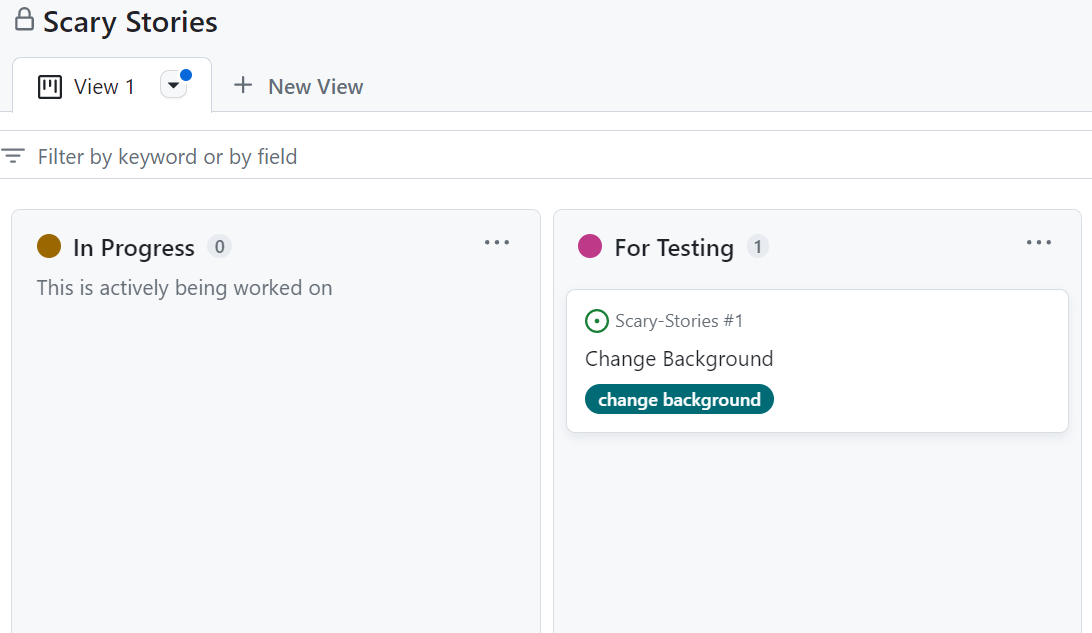 Scary Stories
View 1
New View
Filter by keyword or by field
In Progress 0
This is actively being worked on
For Testing 1
Scary-Stories #1
Change Background
change background